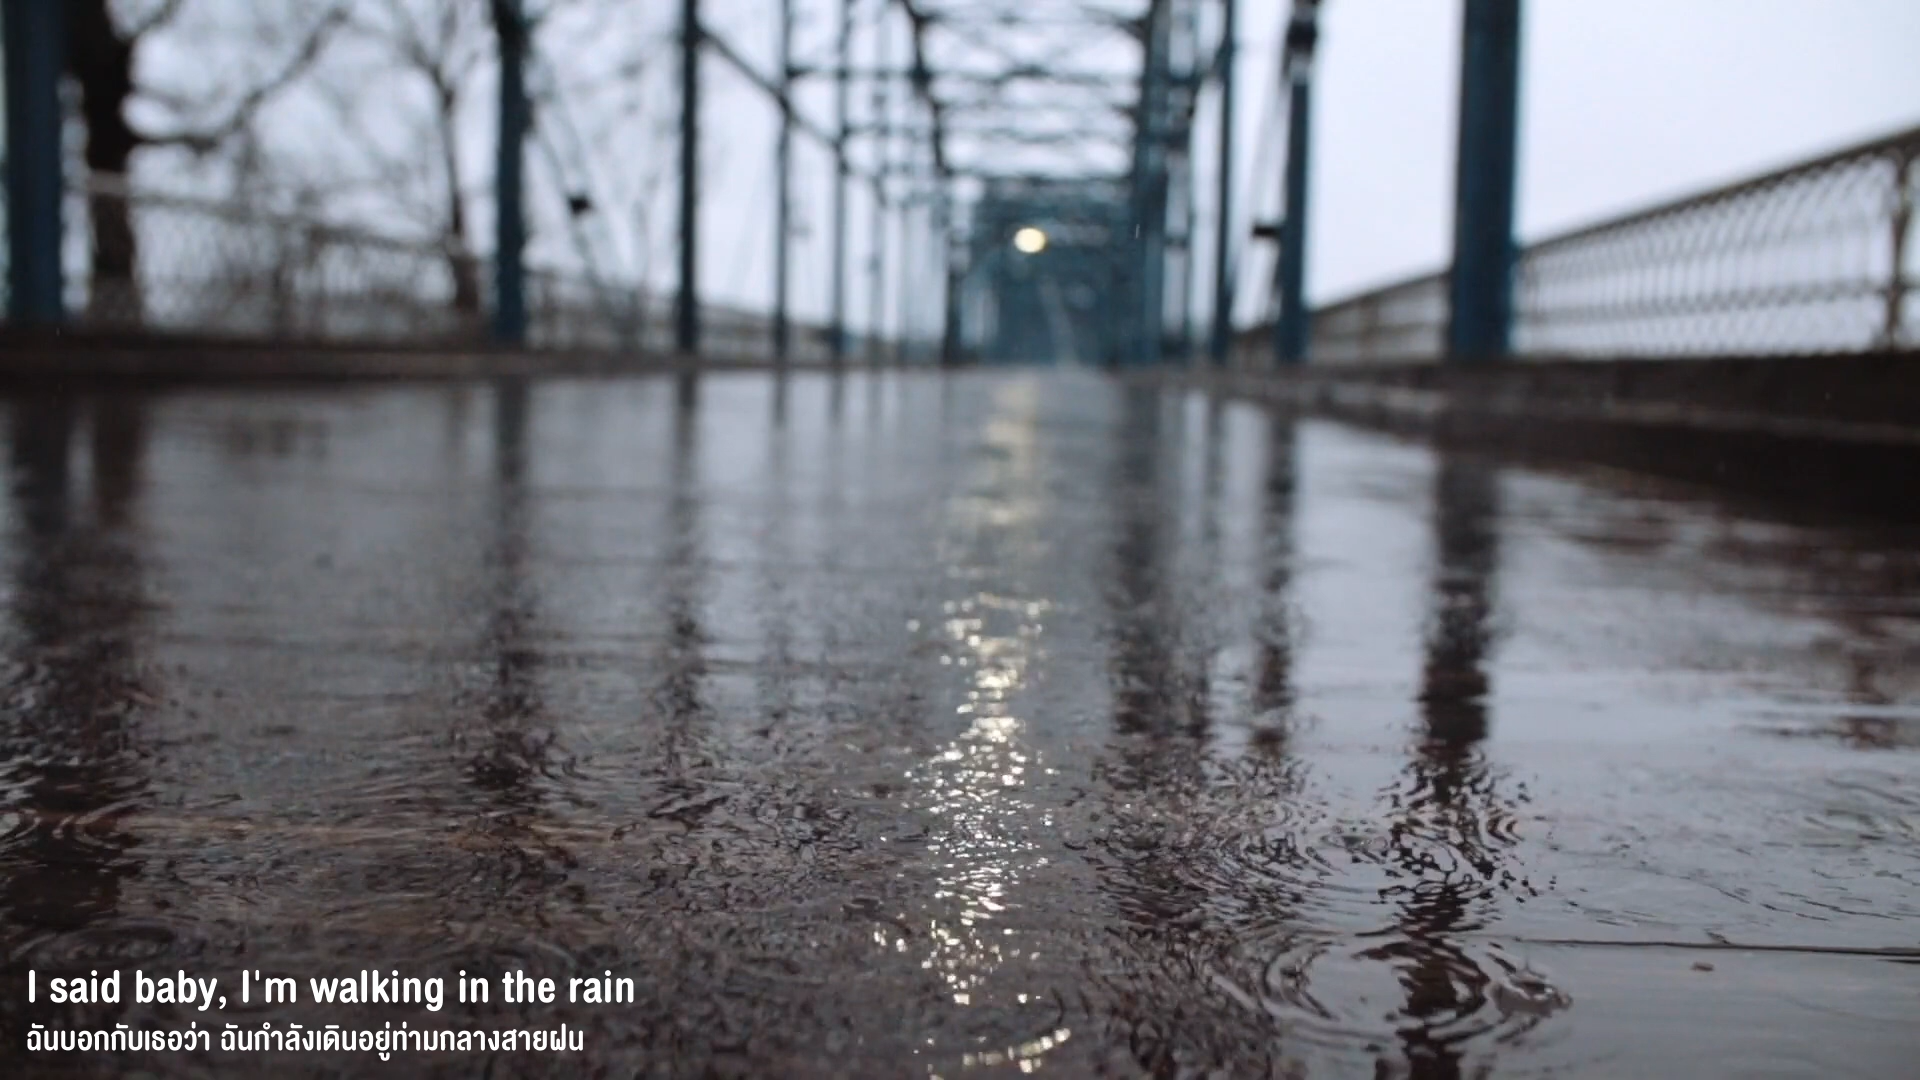 I said baby, I'm walking in the rain
ฉันบอกกับเธอว่า ฉันกำลังเดินอยู่ท่ามกลางสายฝน